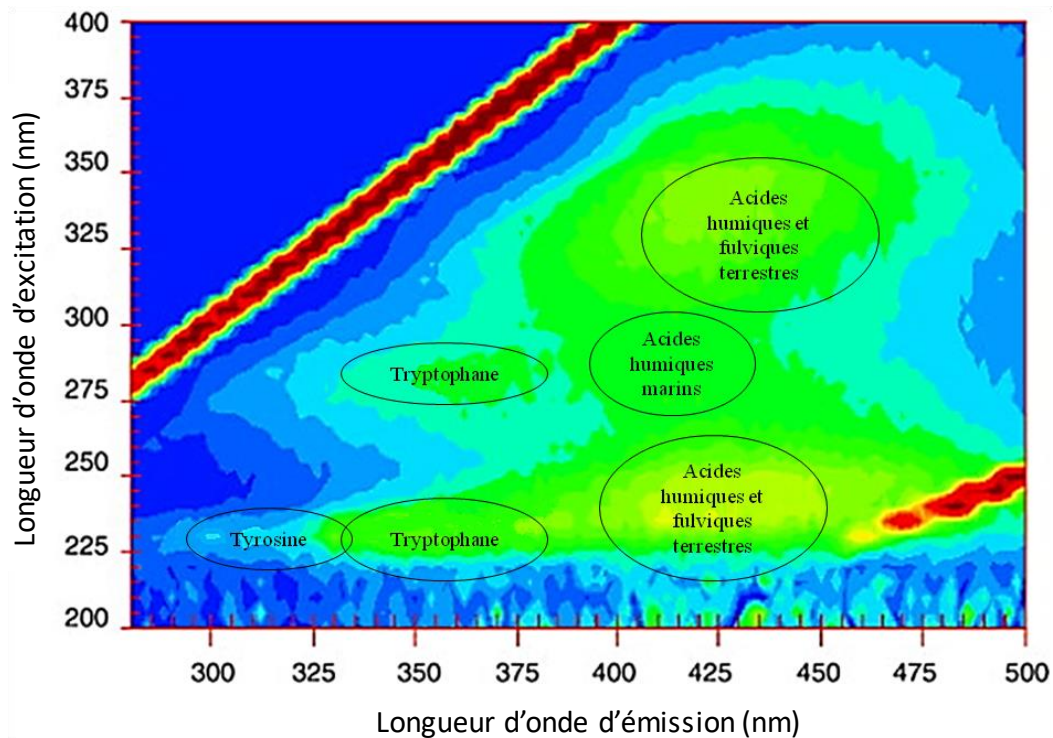 400
375
350
325
300
275
250
225
200
Longueur d'onde d'excitation (nm)
Acides
humiques et
fulviques
terrestres
Acides
humiques
marins
Tryptophane
Acides
humiques et
fulviques
terrestres
Tyrosine
Tryptophane
300 325 350 375 400 425 450 475 500
Longueur d'onde d'émission (nm)